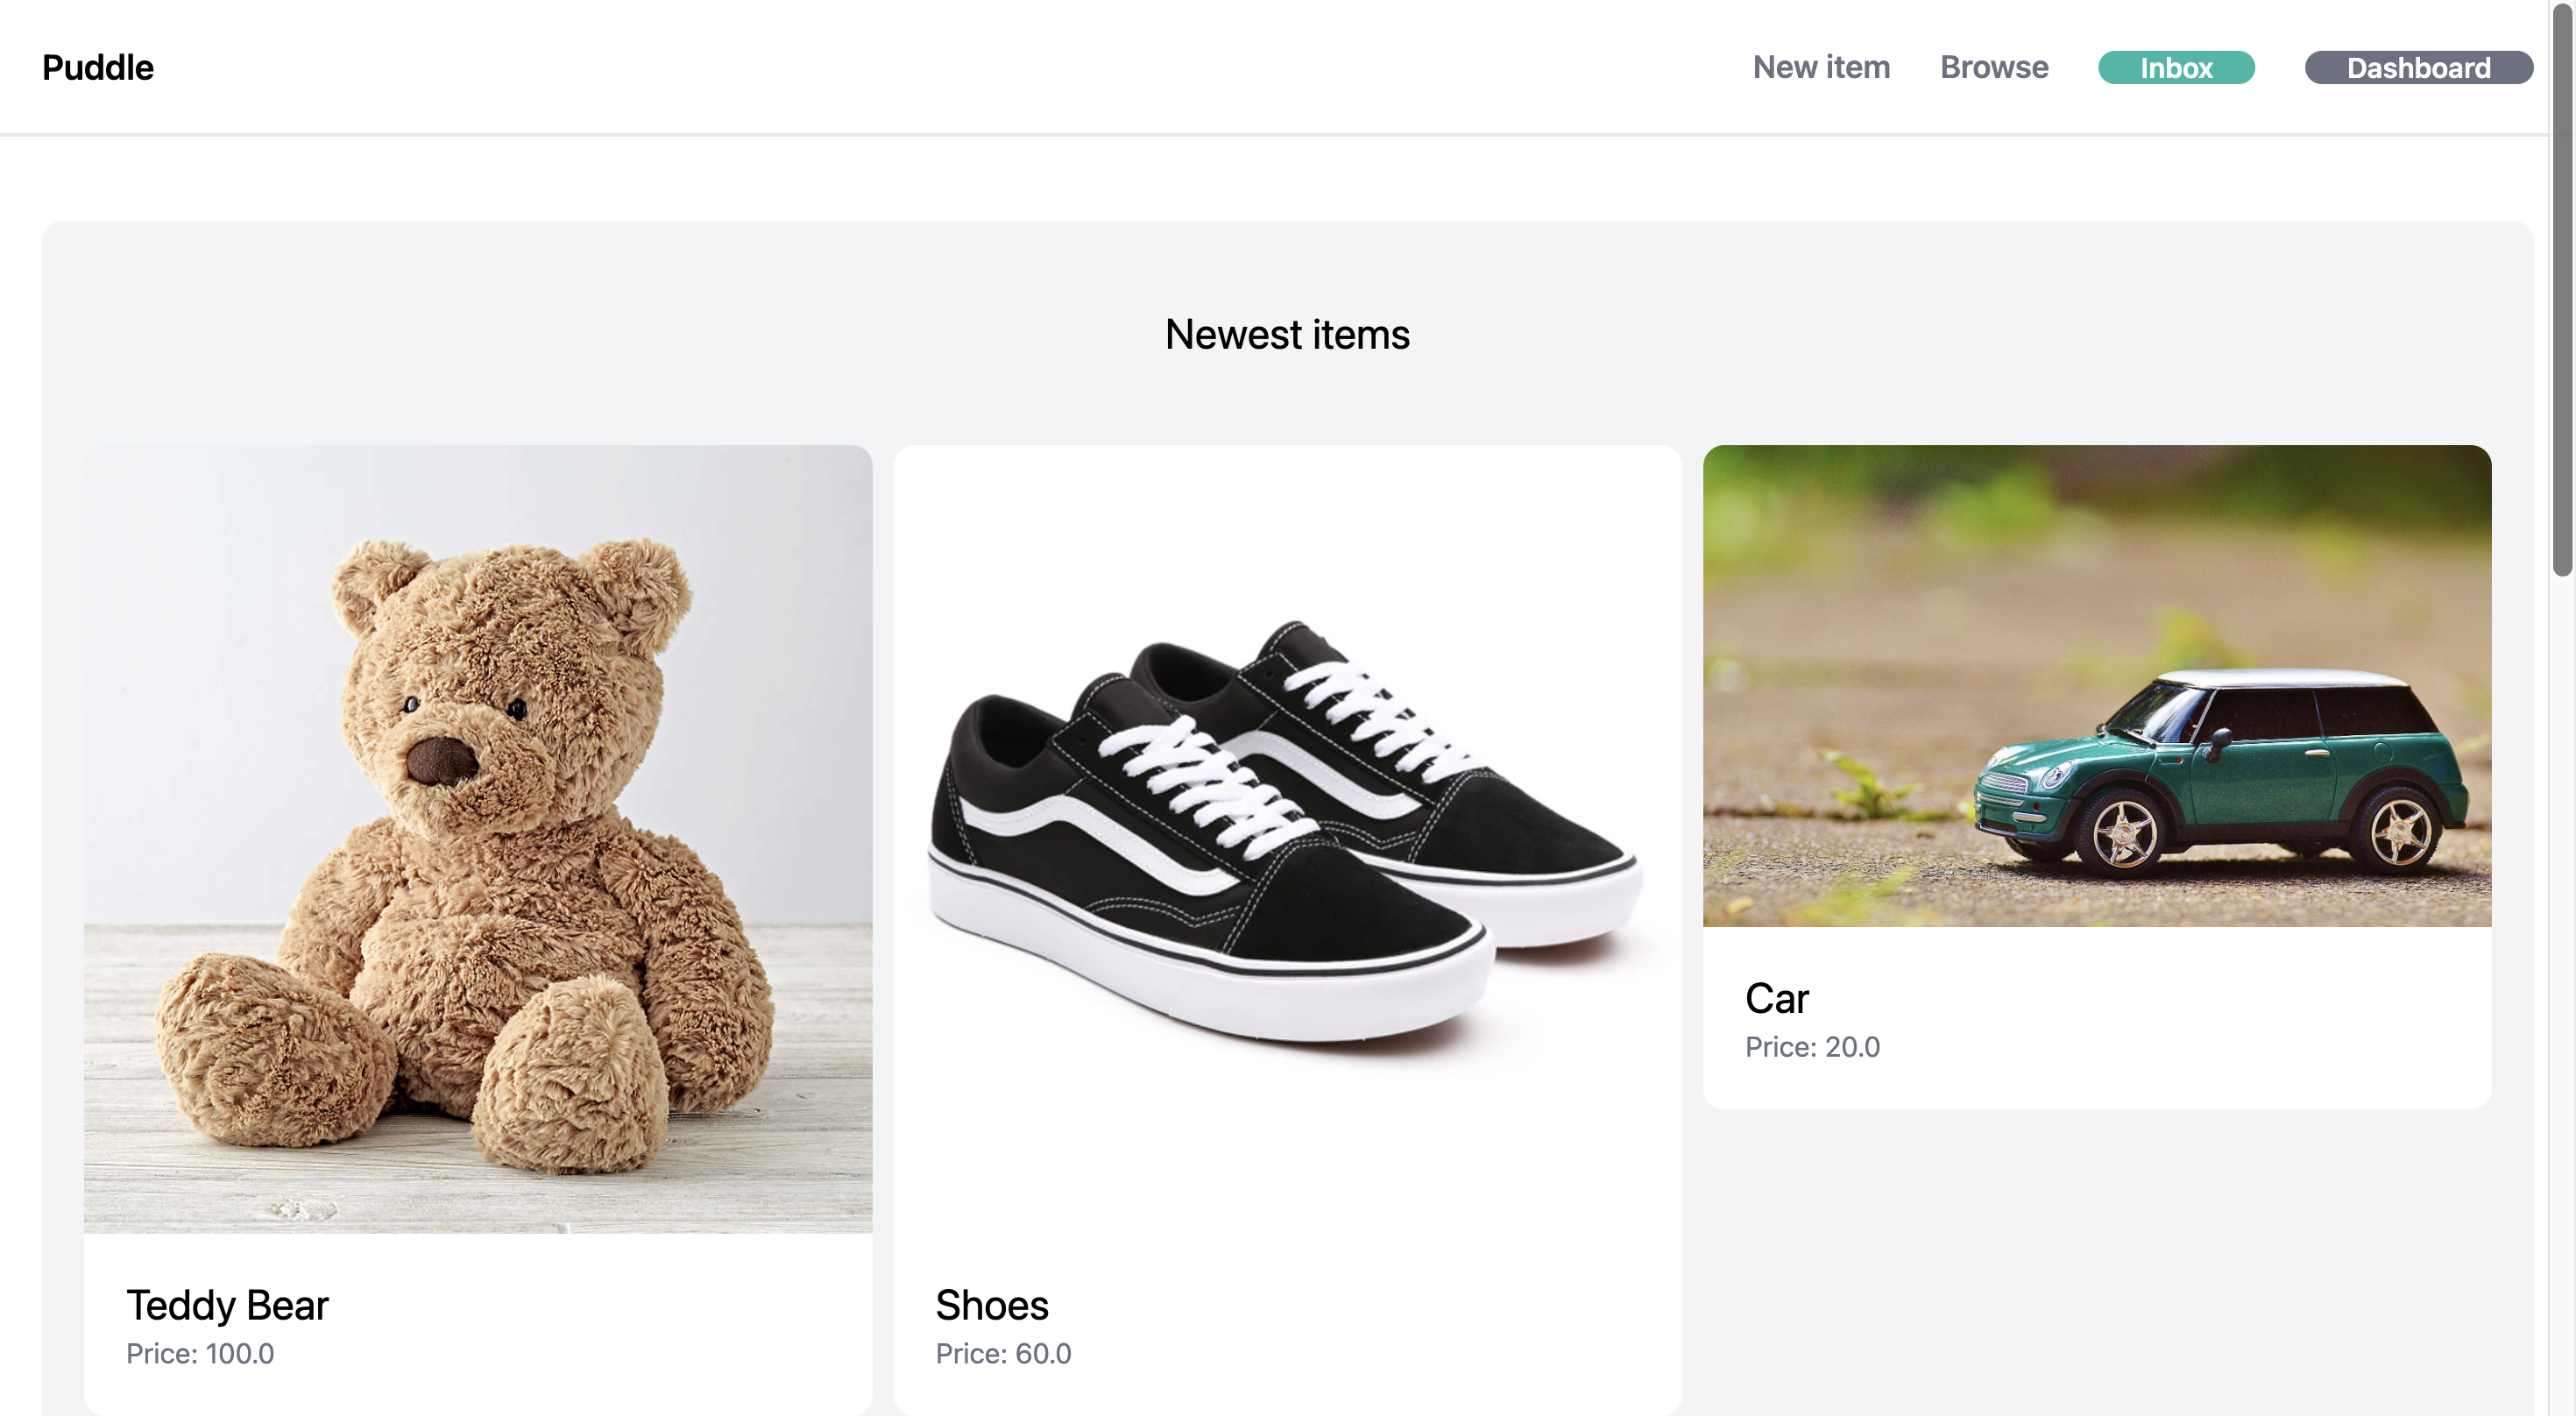 Puddle
New item
Browse
Inbox
Dashboard
Newest items
Teddy Bear
Price: 100.0
Shoes
Price: 60.0
Car
Price: 20.0